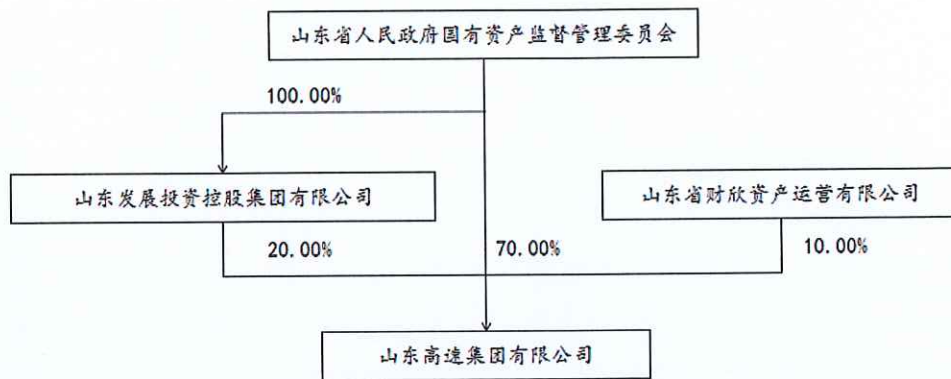 山东省人民政府国有资产监督管理委员会
100.00%
山东发展投资控股集团有限公司
山东省财欣资产运营有限公司
20.00%
70.00%
10.00%
山东高速集团有限公司